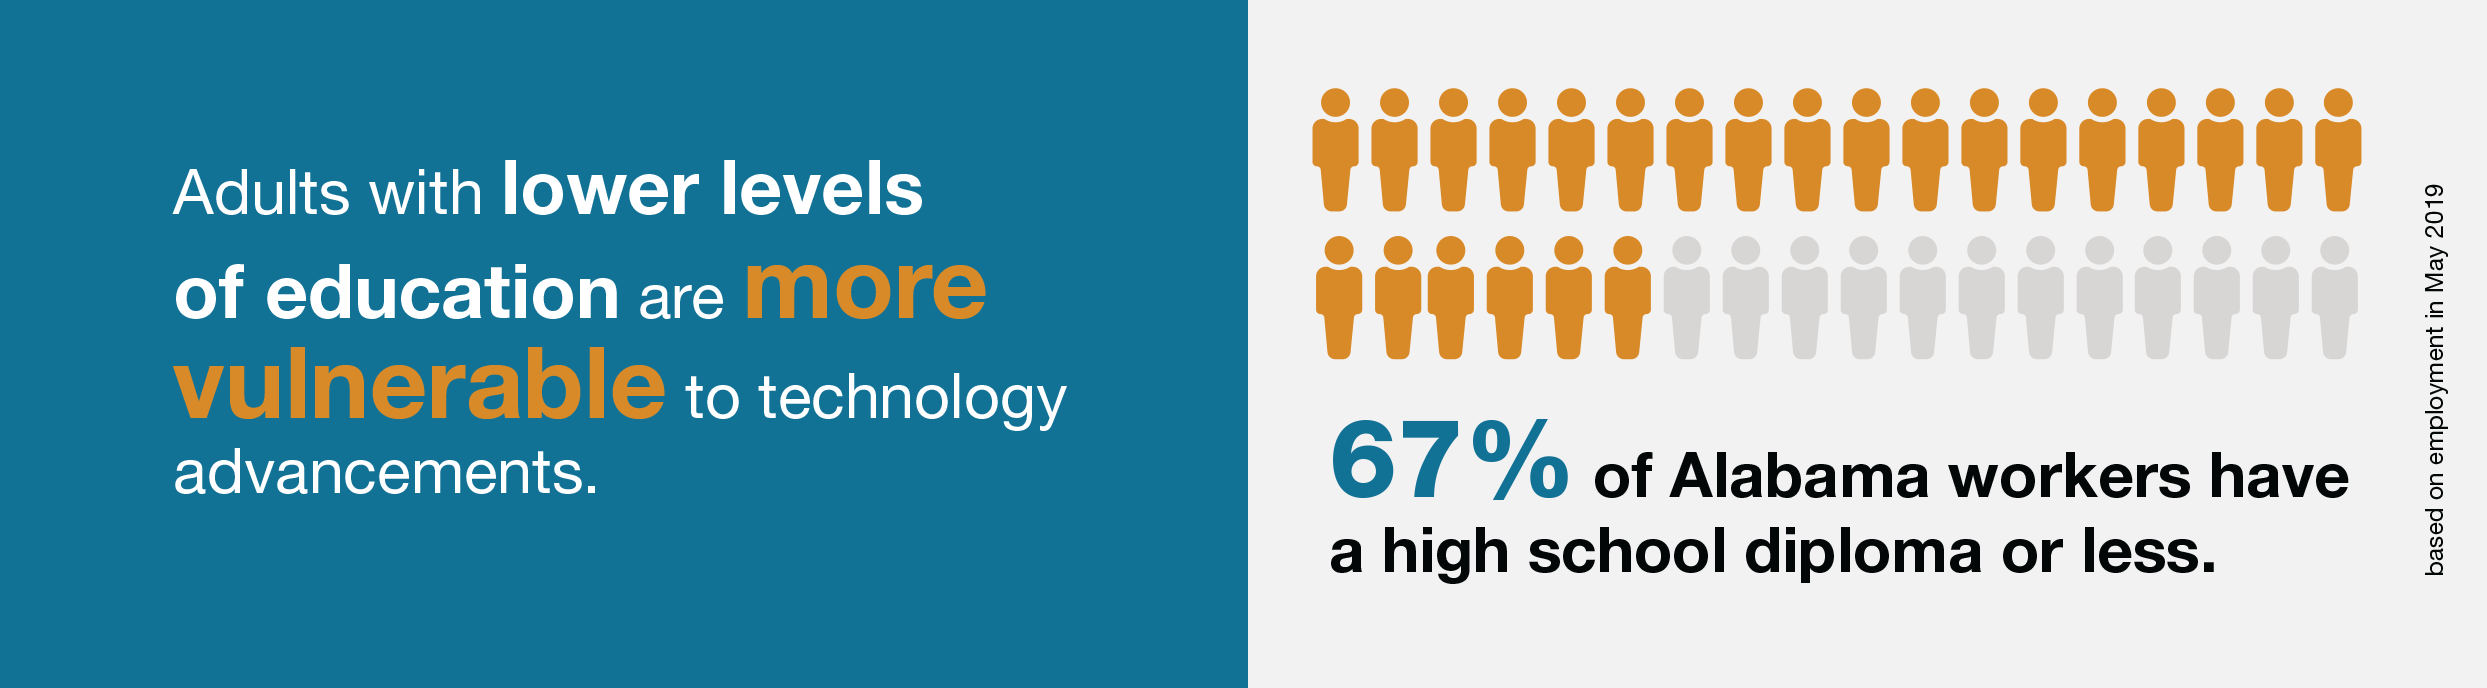 Adults with lower levels
of education are more
vulnerable to technology
advancements.
67% of Alabama workers have
a high school diploma or less.
based on employment in May 2019